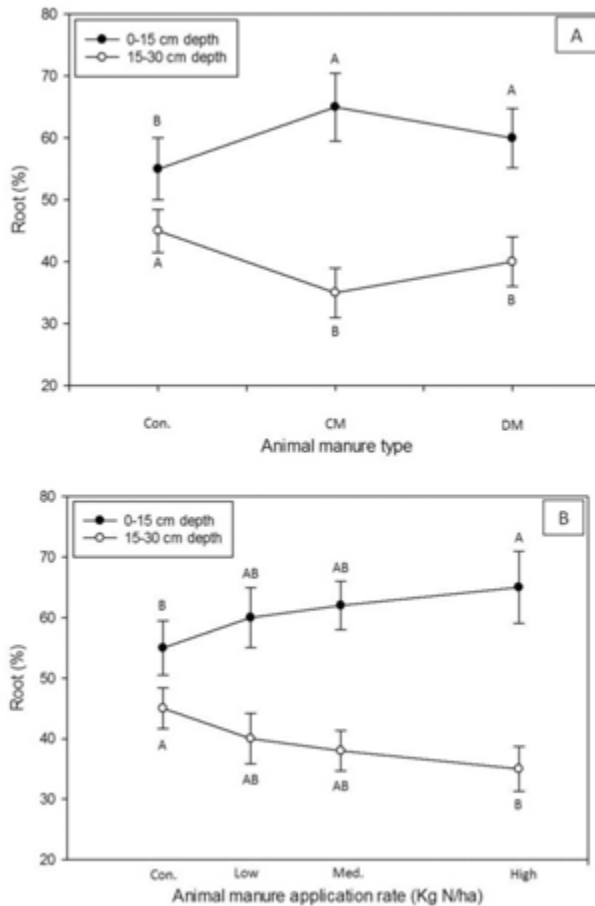 80
0-15 cm depth
15-30 cm depth
A
A
A
B
70
60
50
40
30
20
Root (%)
A
B
B
Con.
CM
DM
Animal manure type
80
0-15 cm depth
15-30 cm depth
B
A
AB
AB
B
70
60
50
40
30
20
Root (%)
A
AB
AB
B
Con.
Low
Med.
High
Animal manure application rate (Kg N/ha)